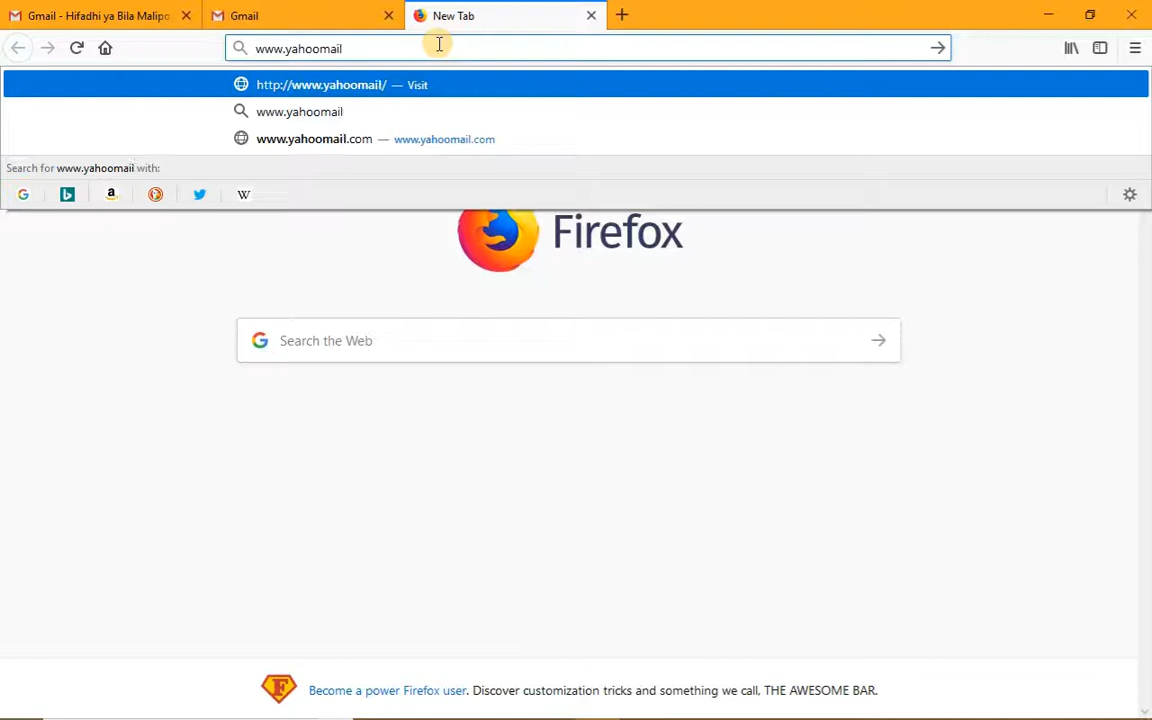 Gmail - Hifadhi ya Bila Malipo
Gmail
New Tab
www.yahoomail
http://www.yahoomail/ — Visit
www.yahoomail
www.yahoomail.com — www.yahoomail.com
Search for www.yahoomail with:
Firefox
Search the Web
Become a power Firefox user. Discover customization tricks and something we call, THE AWESOME BAR.